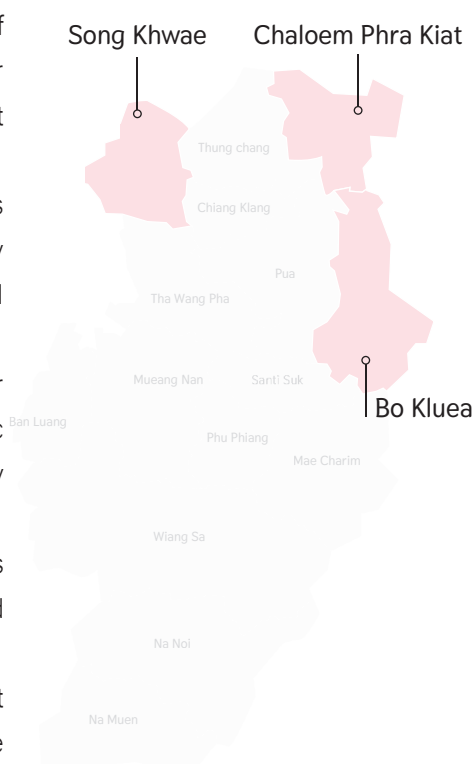 Song Khwae
Chaloem Phra Kiat
Thung chang
Chiang Klang
Pua
Tha Wang Pha
Mueang Nan
Santi Suk
Bo Kluea
Ban Luang
Phu Phiang
Mae Charim
Wiang Sa
Na Noi
Na Muen